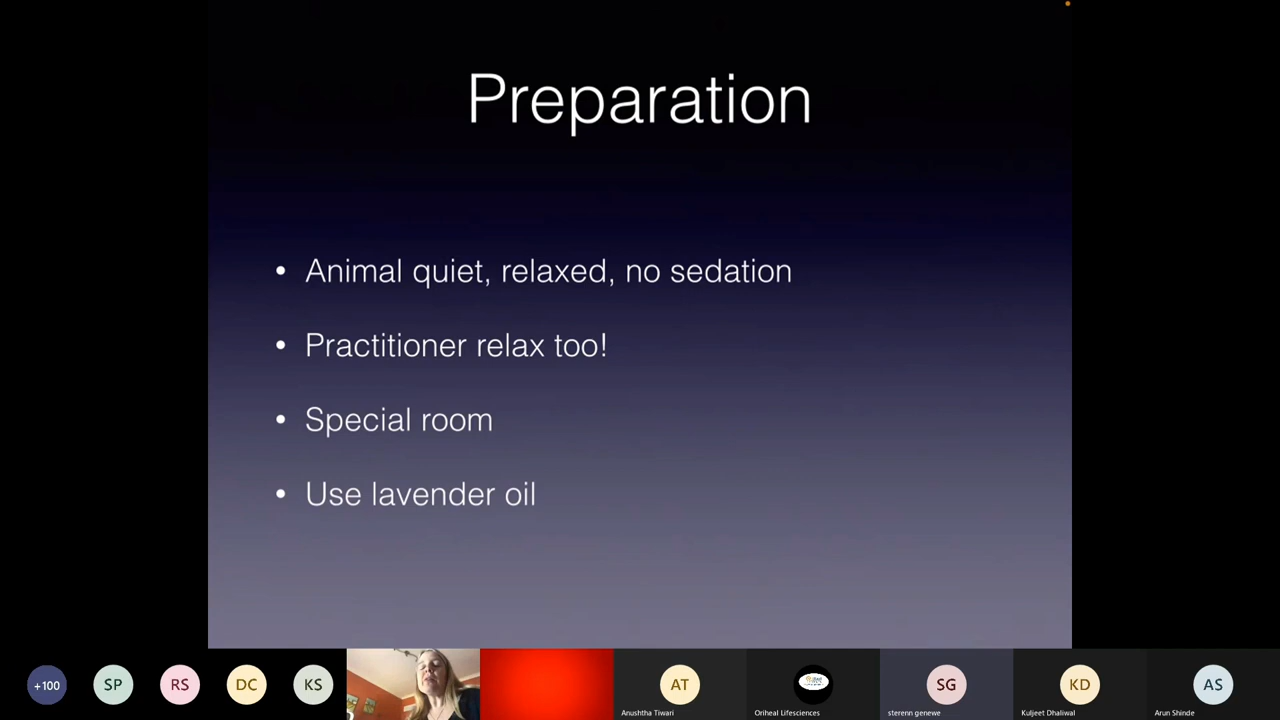 Preparation
• Animal quiet, relaxed, no sedation
• Practitioner relax too!
• Special room
• Use lavender oil
+100 SP RS DC KS AT SG KD AS
Anushtha Tiwari Oriheal Lifesciences sterenn genewe Kuljeet Dhaliwal Arun Shinde